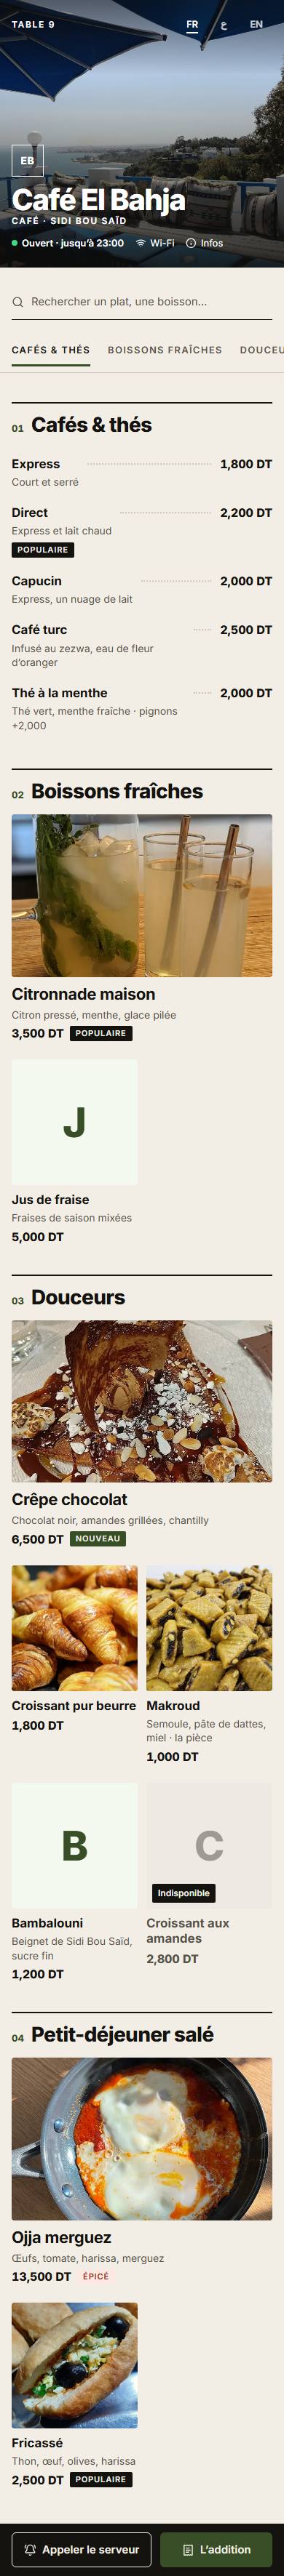 TABLE 9
FR ع EN
EB
Café El Bahja
CAFÉ · SIDI BOU SAÏD
Ouvert · jusqu'à 23:00 Wi-Fi Infos
Rechercher un plat, une boisson...
CAFÉS & THÉS BOISSONS FRAÎCHES DOUCEU
01 Cafés & thés
Express 1,800 DT
Court et serré
Direct 2,200 DT
Express et lait chaud
POPULAIRE
Capucin 2,000 DT
Express, un nuage de lait
Café turc 2,500 DT
Infusé au zezwa, eau de fleur
d'oranger
Thé à la menthe 2,000 DT
Thé vert, menthe fraîche · pignons
+2,000
02 Boissons fraîches
Citronnade maison
Citron pressé, menthe, glace pilée
3,500 DT POPULAIRE
J
Jus de fraise
Fraises de saison mixées
5,000 DT
03 Douceurs
Crêpe chocolat
Chocolat noir, amandes grillées, chantilly
6,500 DT NOUVEAU
Croissant pur beurre
1,800 DT
Makroud
Semoule, pâte de dattes,
miel · la pièce
1,000 DT
B
Bambalouni
Beignet de Sidi Bou Saïd,
sucre fin
1,200 DT
C
Indisponible
Croissant aux
amandes
2,800 DT
04 Petit-déjeuner salé
Ojja merguez
Œufs, tomate, harissa, merguez
13,500 DT ÉPICÉ
Fricassé
Thon, œuf, olives, harissa
2,500 DT POPULAIRE
Appeler le serveur L'addition